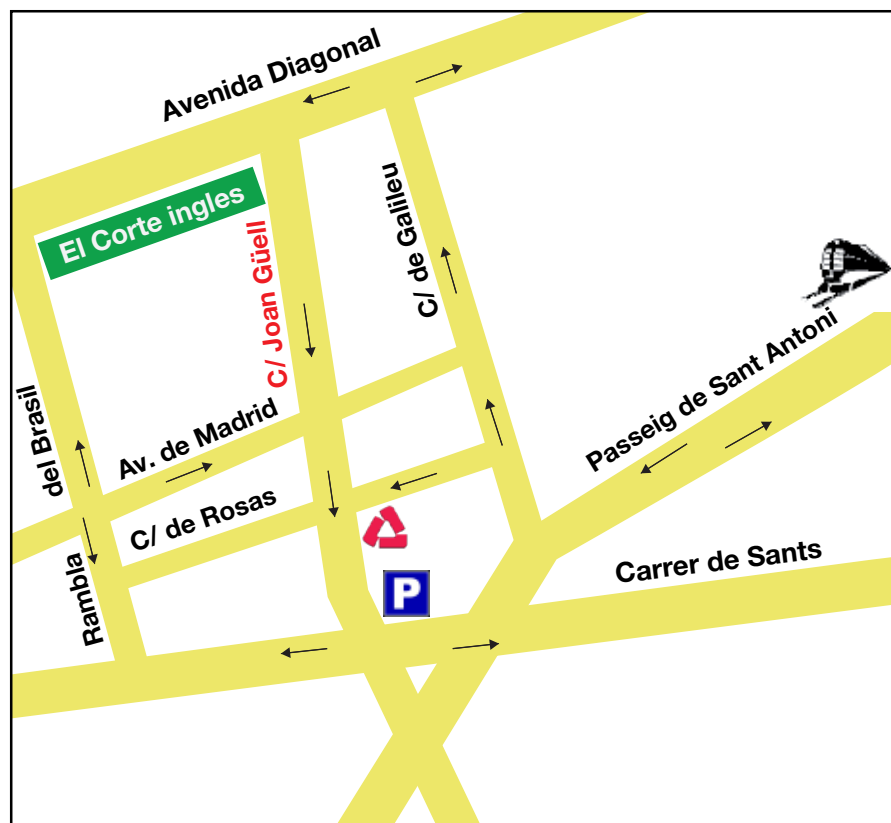 Avenida Diagonal
El Corte ingles
C/ Joan Güell
C/ de Galileu
Passeig de Sant Antoni
Av. de Madrid
C/ de Rosas
Rambla del Brasil
Carrer de Sants
P